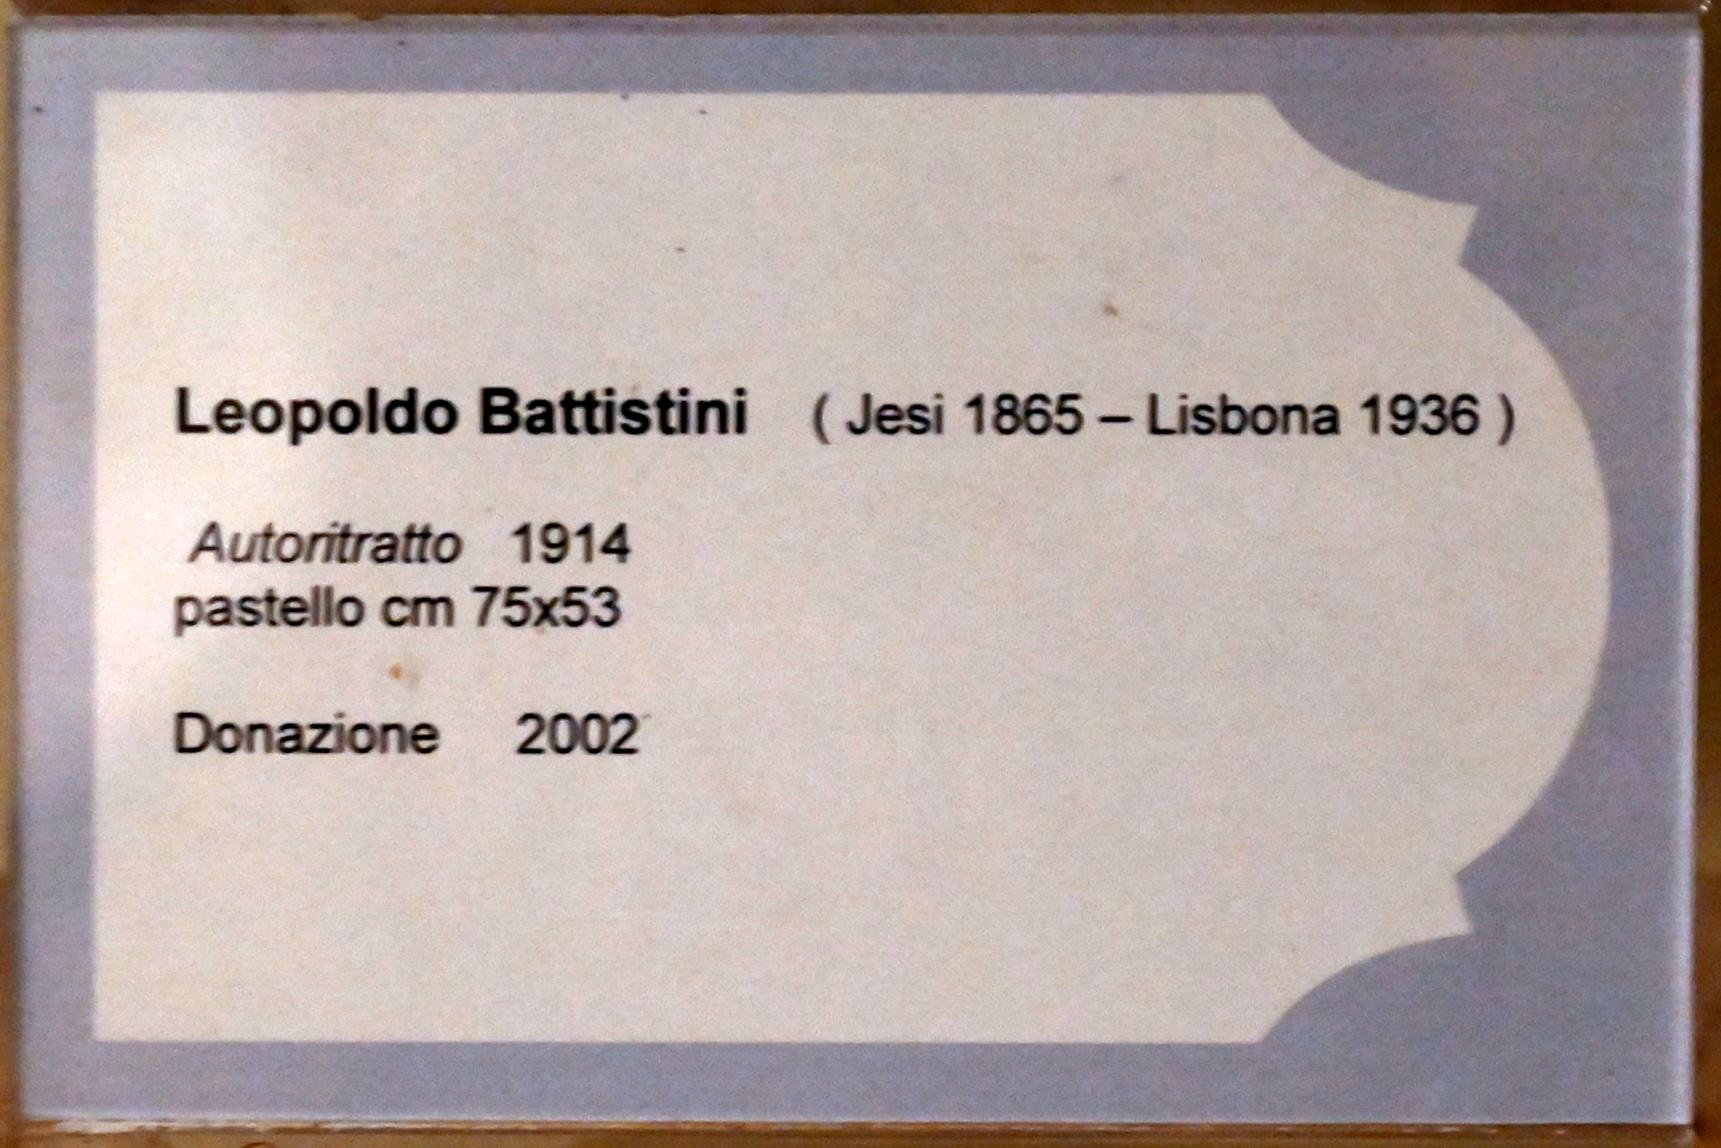 Leopoldo Battistini ( Jesi 1865 – Lisbona 1936 )
Autoritratto 1914
pastello cm 75x53
Donazione 2002